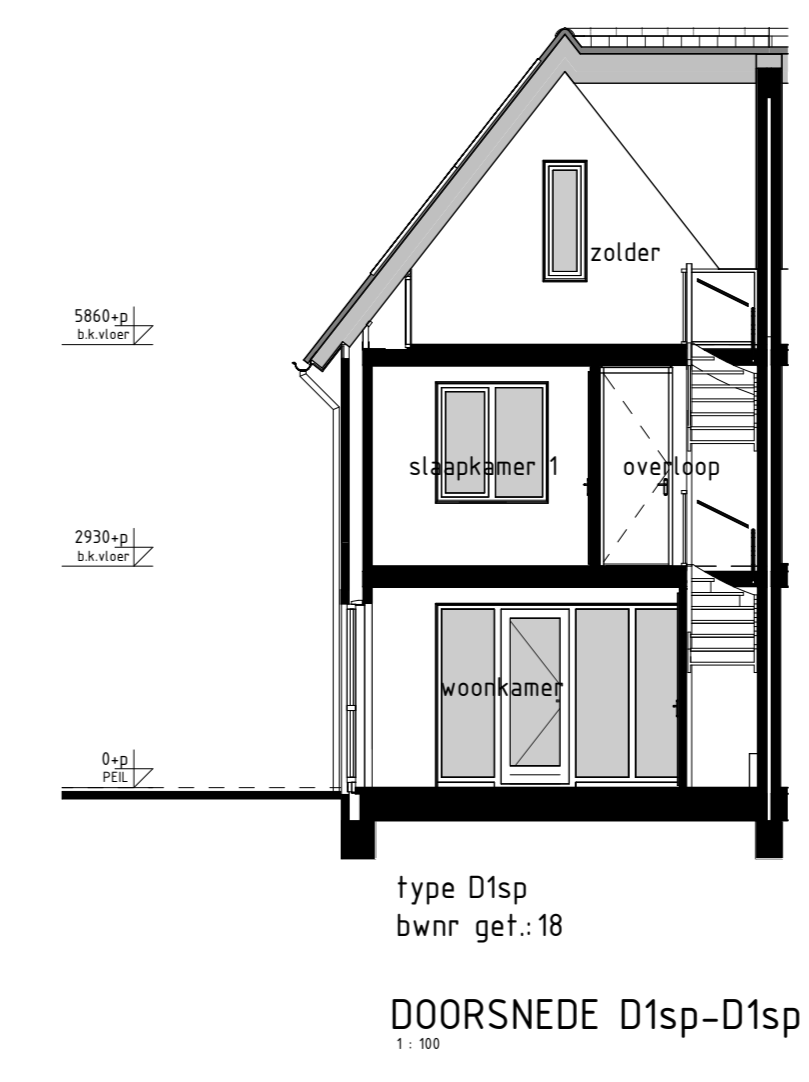 zolder
5860+p
b.k.vloer
slaapkamer 1
overloop
2930+p
b.k.vloer
woonkamer
0+p
PEIL
type D1sp
bwnr get.: 18
DOORSNEDE D1sp-D1sp
1 : 100